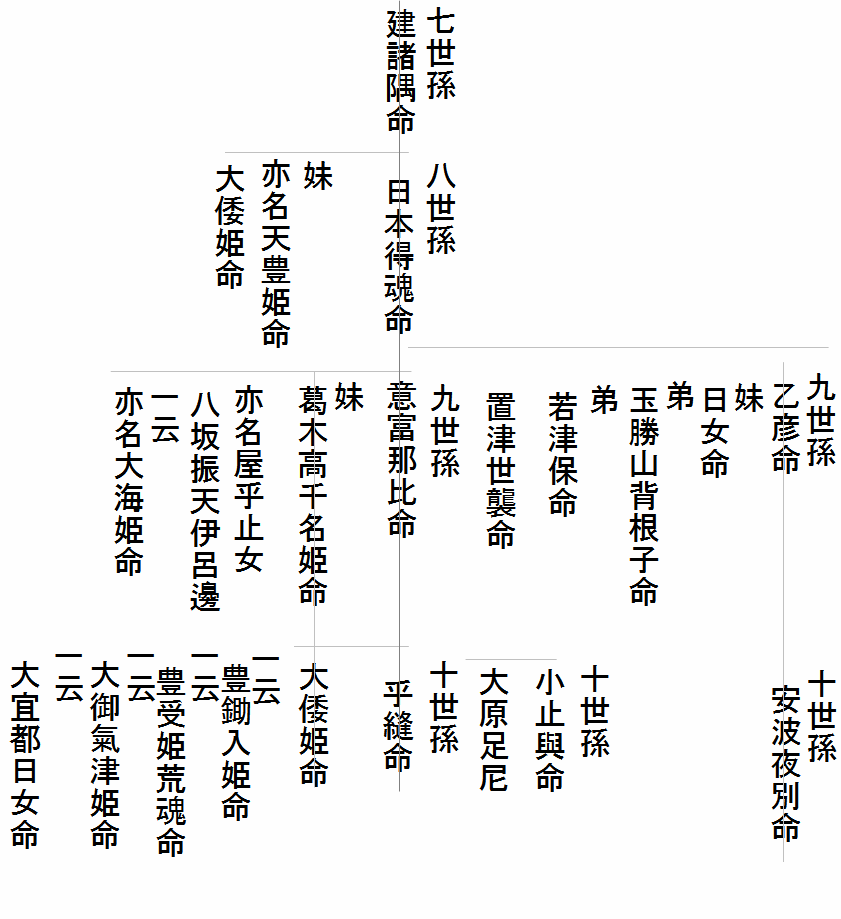 七世孫
建諸隅命
八世孫
日本得魂命
妹
亦名天豊姫命
大倭姫命
九世孫
乙彦命
妹
日女命
弟
玉勝山背根子命
弟
若津保命
置津世襲命
九世孫
意富那比命
妹
葛木高千名姫命
亦名屋乎止女
八坂振天伊呂邊
一云
亦名大海姫命
十世孫
安波夜別命
十世孫
小止與命
大原足尼
十世孫
乎縫命
大倭姫命
一云
豊鋤入姫命
一云
豊受姫荒魂命
一云
大御氣津姫命
一云
大宜都日女命